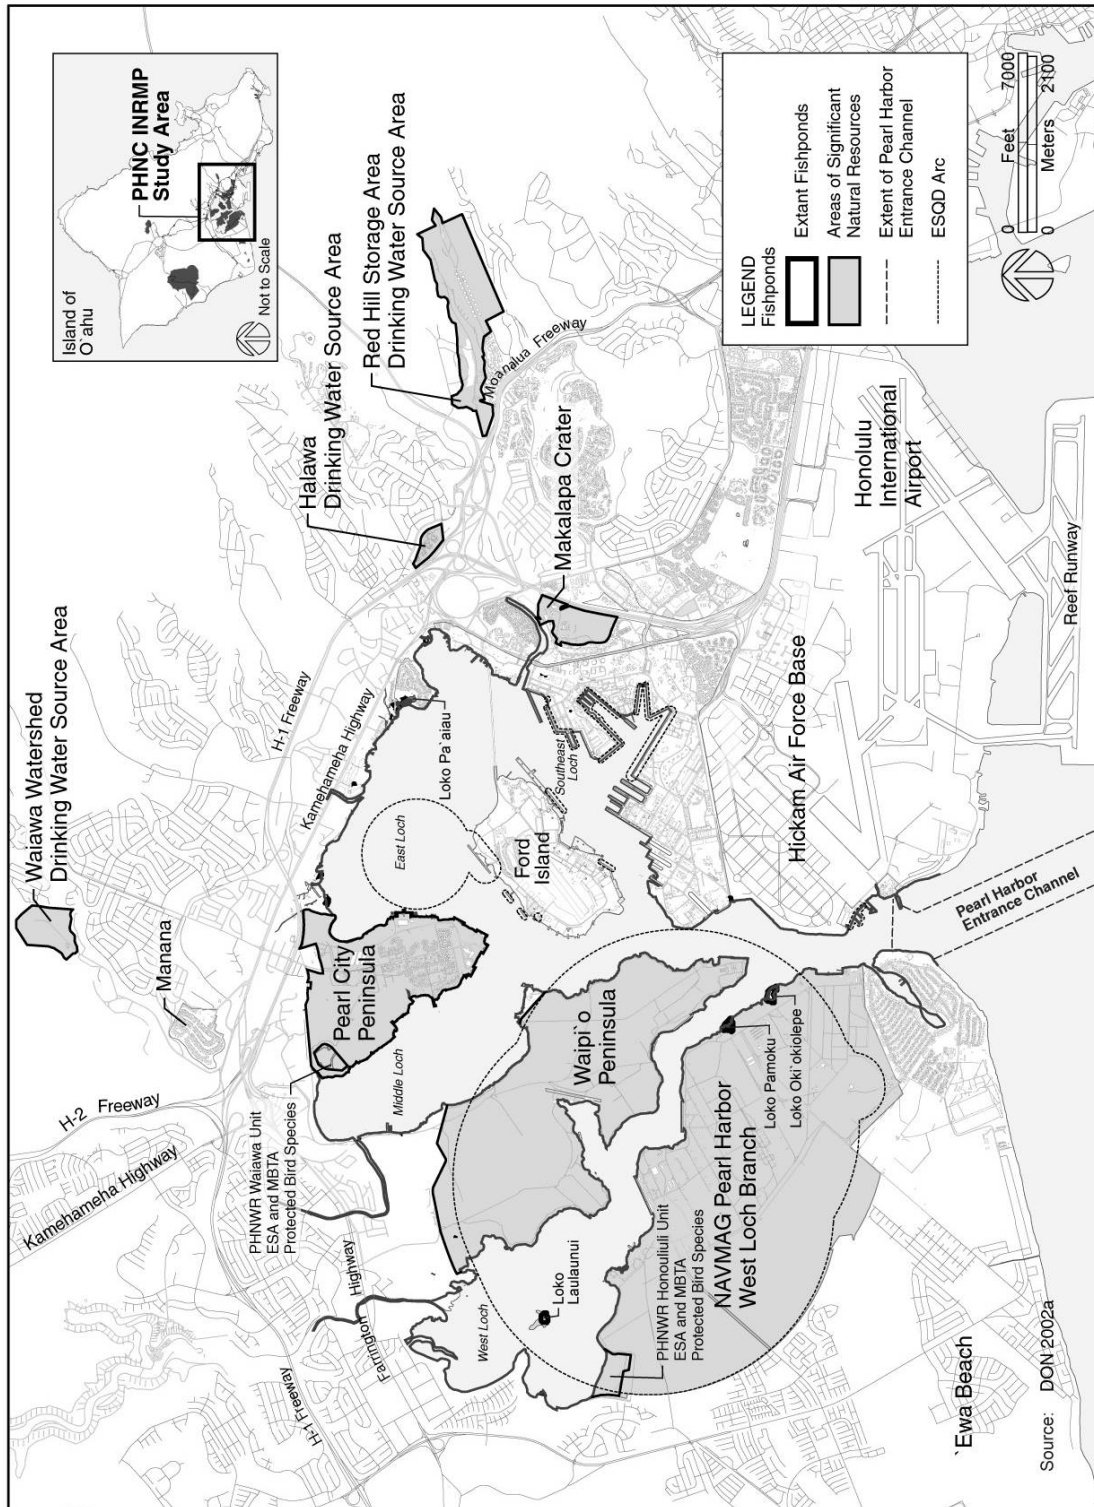 Island of
O`ahu
PHNC INRMP
Study Area
Not to Scale
Waiawa Watershed
Drinking Water Source Area
Manana
H-2 Freeway
Kamehameha Highway
H-1 Freeway
Kamehameha Highway
Halawa
Drinking Water Source Area
Red Hill Storage Area
Drinking Water Source Area
Moanalua Freeway
Makalapa Crater
PHNWR Waiawa Unit
ESA and MBTA
Protected Bird Species
Pearl City
Peninsula
Middle Loch
East Loch
Loko Pa`aiau
Ford
Island
Southeast
Loch
Farrington Highway
H-1 Freeway
West Loch
Loko
Laulaunui
Waipi`o
Peninsula
PHNWR Honouliuli Unit
ESA and MBTA
Protected Bird Species
NAVMAG Pearl Harbor
West Loch Branch
Loko Pamoku
Loko Oki`okiolepe
Hickam Air Force Base
Honolulu
International
Airport
Reef Runway
Pearl Harbor
Entrance Channel
`Ewa Beach
LEGEND
Fishponds
Extant Fishponds
Areas of Significant
Natural Resources
Extent of Pearl Harbor
Entrance Channel
ESQD Arc
0 Feet 7000
0 Meters 2100
Source: DON 2002a